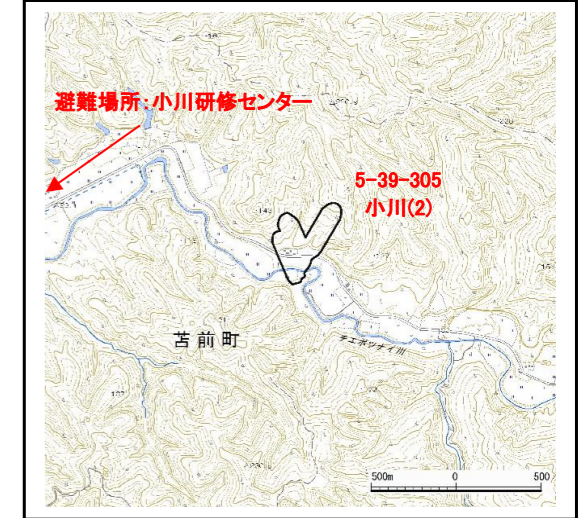 避難場所:小川研修センター
5-39-305
小川(2)
143
苫前町
チエボツナイ川
500m 0 500